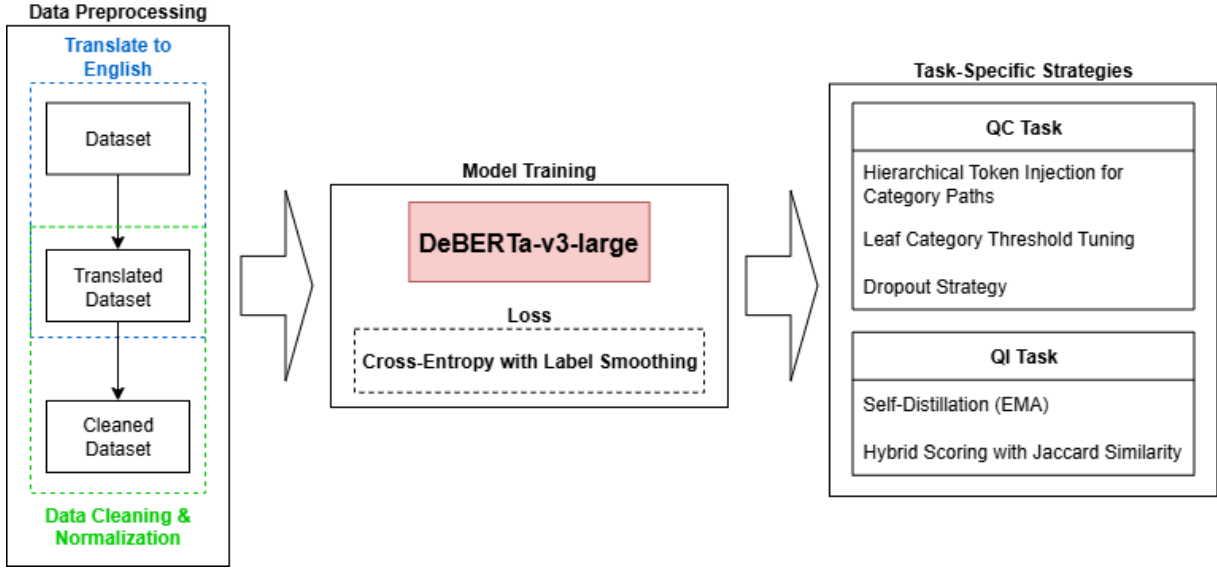 Data Preprocessing
Translate to
English
Dataset
Translated
Dataset
Cleaned
Dataset
Data Cleaning &
Normalization
Model Training
DeBERTa-v3-large
Loss
Cross-Entropy with Label Smoothing
Task-Specific Strategies
QC Task
Hierarchical Token Injection for
Category Paths
Leaf Category Threshold Tuning
Dropout Strategy
QI Task
Self-Distillation (EMA)
Hybrid Scoring with Jaccard Similarity